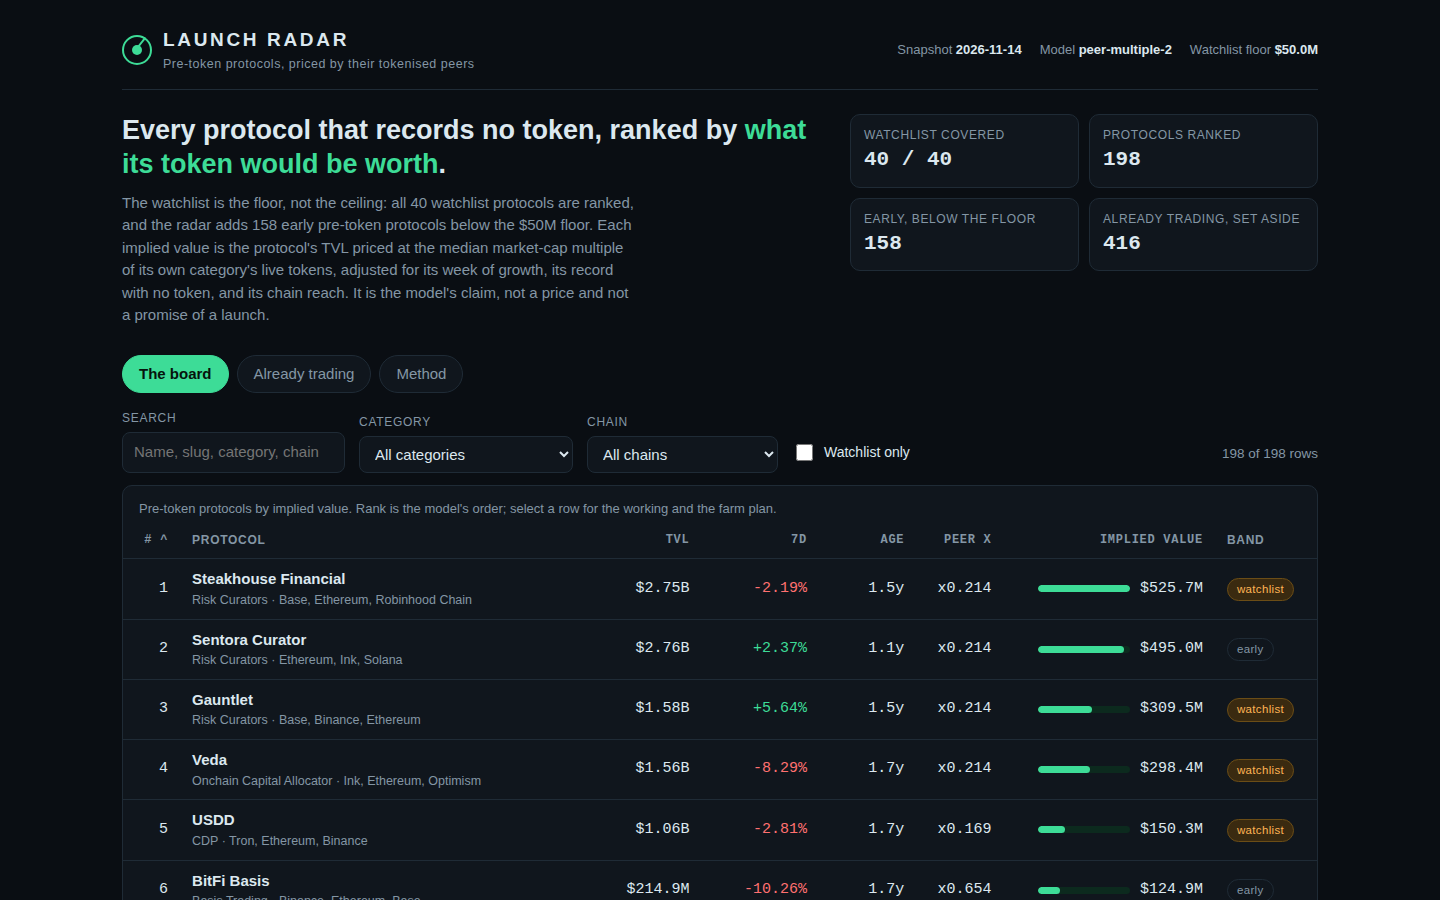 LAUNCH RADAR
Pre-token protocols, priced by their tokenised peers
Snapshot 2026-11-14 Model peer-multiple-2 Watchlist floor $50.0M
Every protocol that records no token, ranked by what
its token would be worth.
The watchlist is the floor, not the ceiling: all 40 watchlist protocols are ranked,
and the radar adds 158 early pre-token protocols below the $50M floor. Each
implied value is the protocol's TVL priced at the median market-cap multiple
of its own category's live tokens, adjusted for its week of growth, its record
with no token, and its chain reach. It is the model's claim, not a price and not
a promise of a launch.
WATCHLIST COVERED
40 / 40
PROTOCOLS RANKED
198
EARLY, BELOW THE FLOOR
158
ALREADY TRADING, SET ASIDE
416
The board Already trading Method
SEARCH CATEGORY CHAIN
Name, slug, category, chain All categories All chains Watchlist only 198 of 198 rows
Pre-token protocols by implied value. Rank is the model's order; select a row for the working and the farm plan.
# ^ PROTOCOL TVL 7D AGE PEER X IMPLIED VALUE BAND
1 Steakhouse Financial $2.75B -2.19% 1.5y x0.214 $525.7M watchlist
Risk Curators · Base, Ethereum, Robinhood Chain
2 Sentora Curator $2.76B +2.37% 1.1y x0.214 $495.0M early
Risk Curators · Ethereum, Ink, Solana
3 Gauntlet $1.58B +5.64% 1.5y x0.214 $309.5M watchlist
Risk Curators · Base, Binance, Ethereum
4 Veda $1.56B -8.29% 1.7y x0.214 $298.4M watchlist
Onchain Capital Allocator · Ink, Ethereum, Optimism
5 USDD $1.06B -2.81% 1.7y x0.169 $150.3M watchlist
CDP · Tron, Ethereum, Binance
6 BitFi Basis $214.9M -10.26% 1.7y x0.654 $124.9M early
Basis Trading · Binance, Ethereum, Base